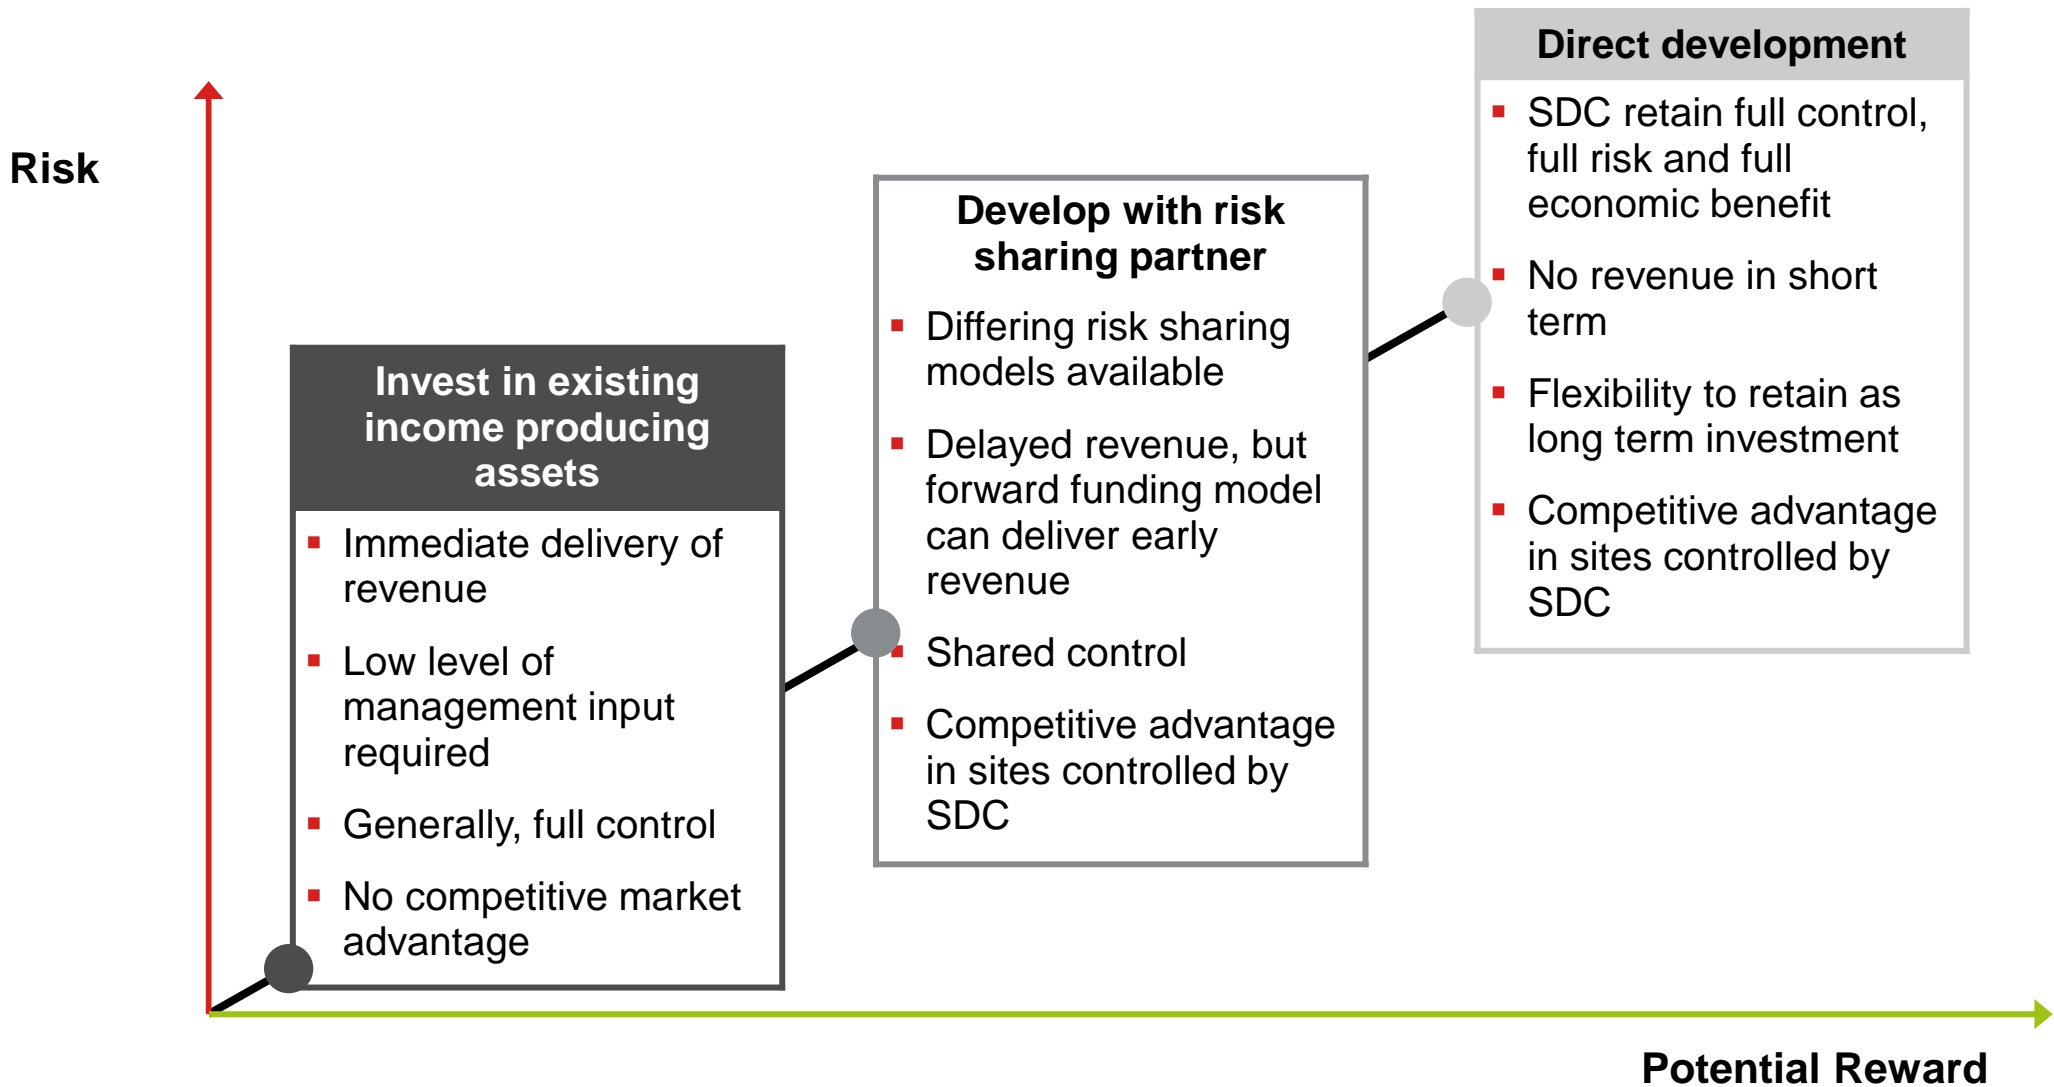 Risk
Invest in existing
income producing
assets
▪ Immediate delivery of
revenue
▪ Low level of
management input
required
▪ Generally, full control
▪ No competitive market
advantage
Develop with risk
sharing partner
▪ Differing risk sharing
models available
▪ Delayed revenue, but
forward funding model
can deliver early
revenue
▪ Shared control
▪ Competitive advantage
in sites controlled by
SDC
Direct development
▪ SDC retain full control,
full risk and full
economic benefit
▪ No revenue in short
term
▪ Flexibility to retain as
long term investment
▪ Competitive advantage
in sites controlled by
SDC
Potential Reward